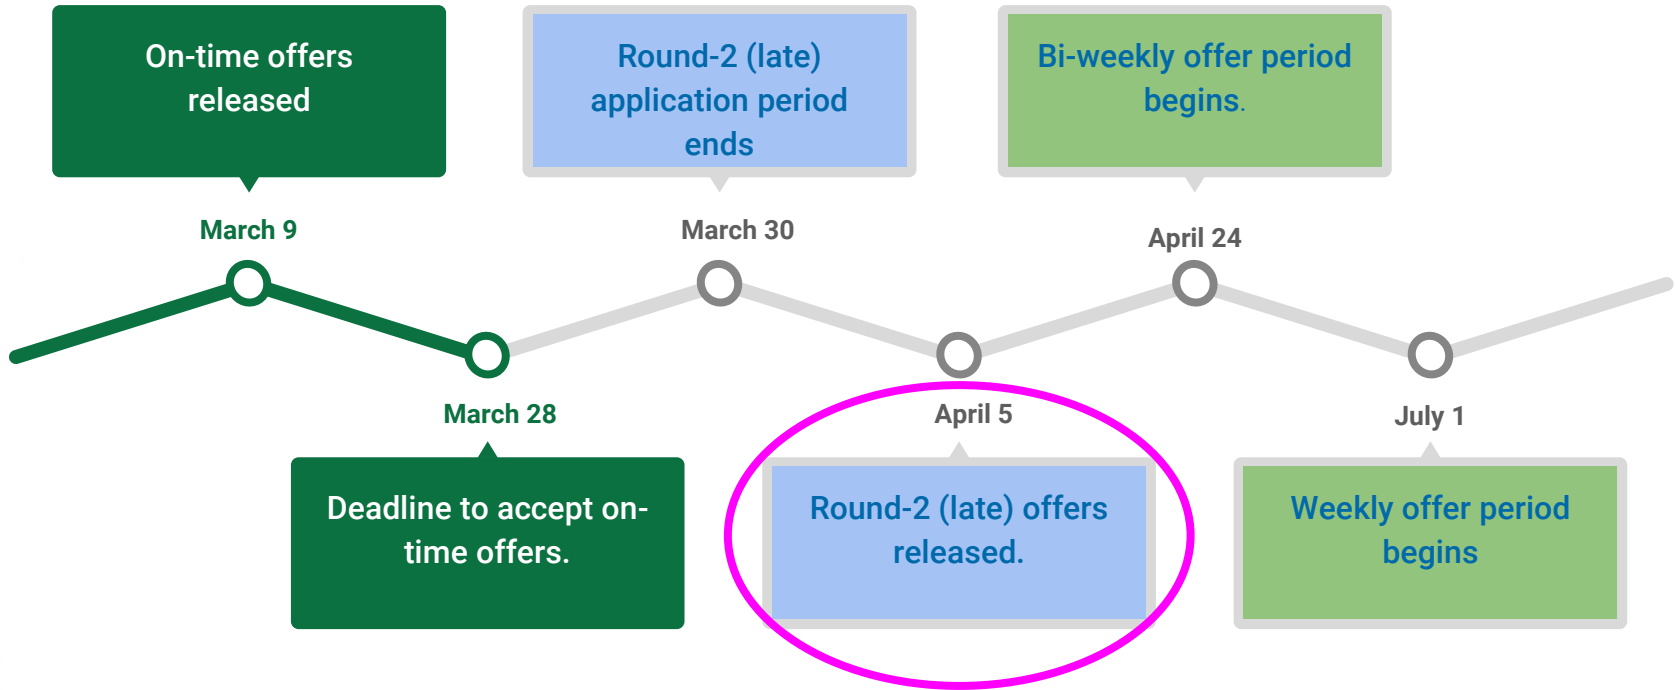 On-time offers
released
March 9
Round-2 (late)
application period
ends
March 30
Bi-weekly offer period
begins.
April 24
March 28
Deadline to accept on-
time offers.
April 5
Round-2 (late) offers
released.
July 1
Weekly offer period
begins